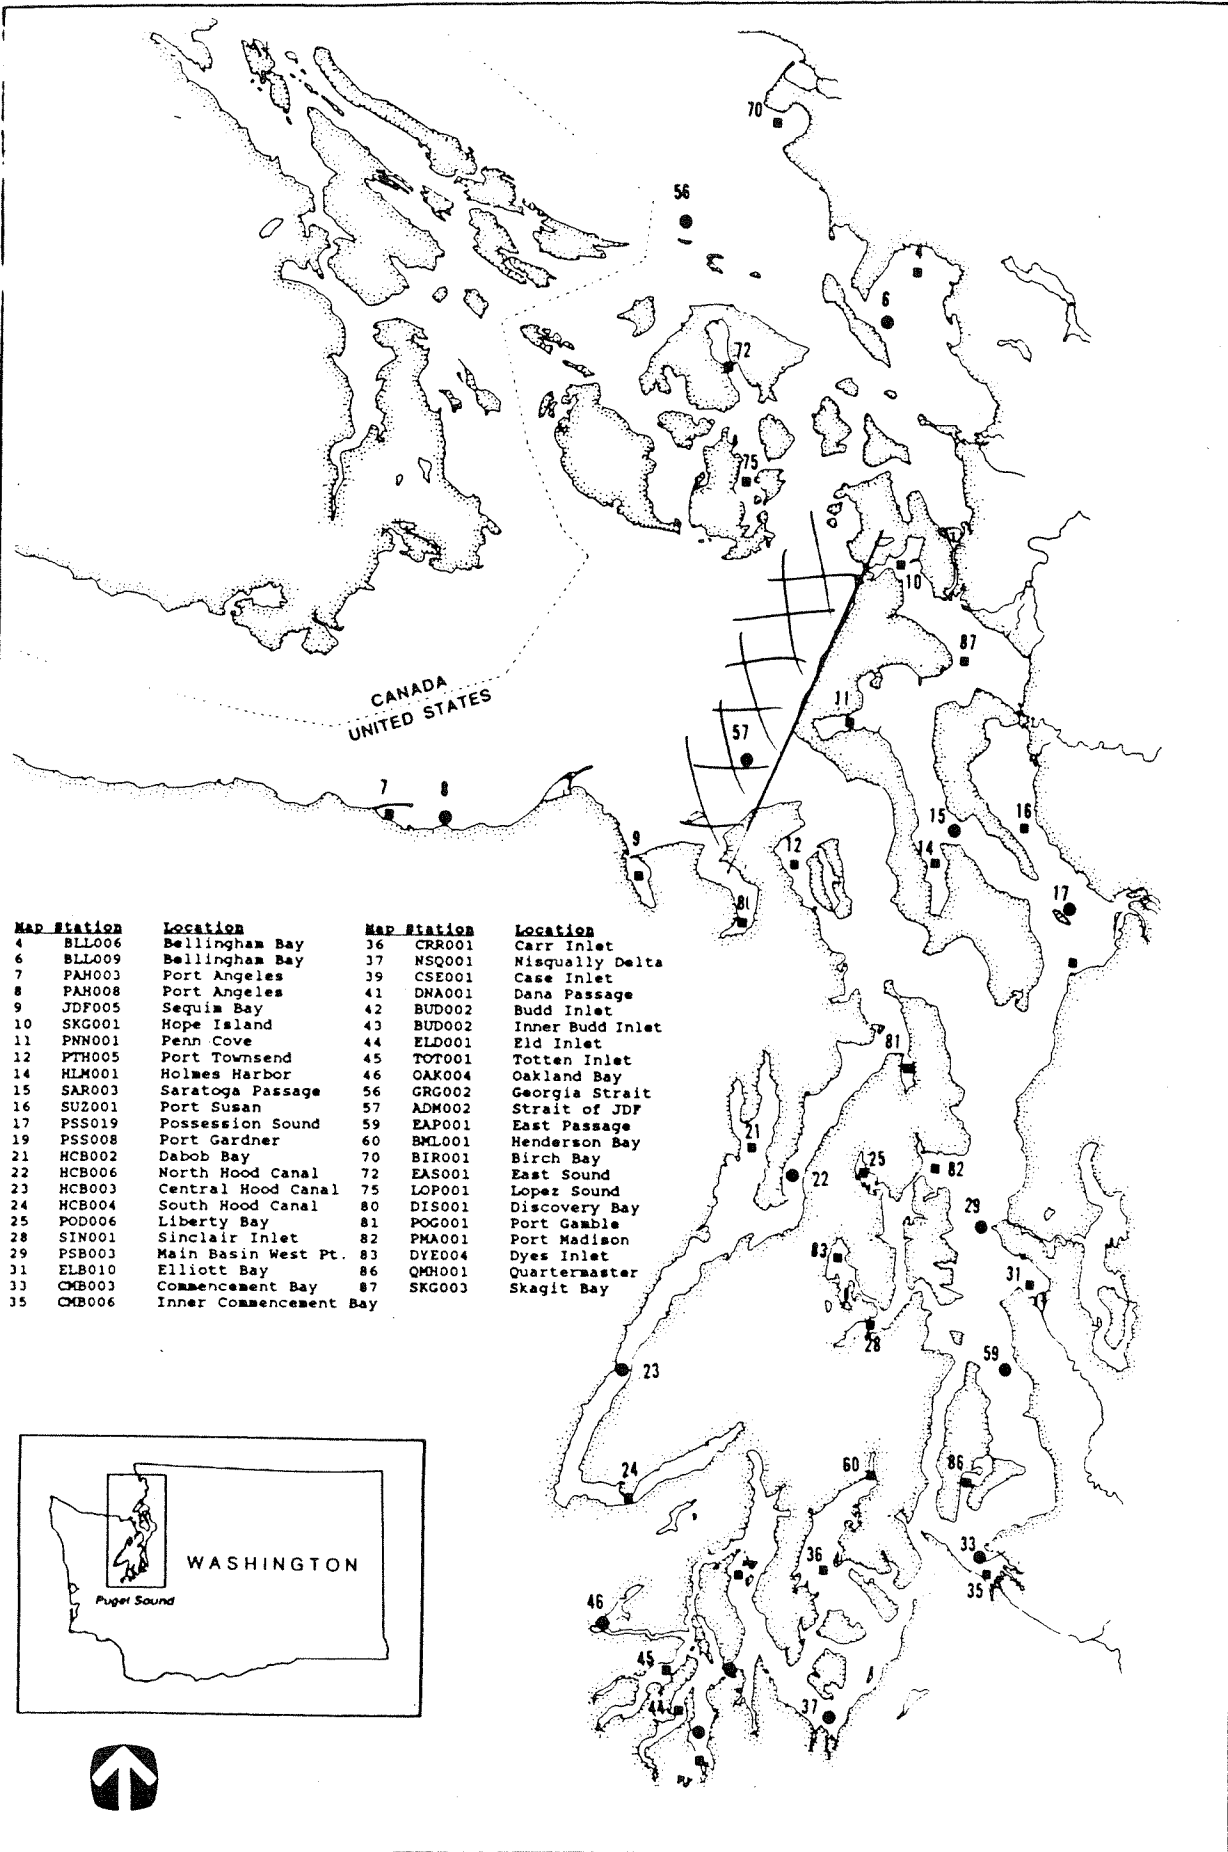 70
56
4
6
72
75
10
87
CANADA
UNITED STATES
11
57
7
8
9
12
15
16
14
17
81
Map Station Location Map Station Location
4 BLL006 Bellingham Bay 36 CRR001 Carr Inlet
6 BLL009 Bellingham Bay 37 NSQ001 Nisqually Delta
7 PAH003 Port Angeles 39 CSE001 Case Inlet
8 PAH008 Port Angeles 41 DNA001 Dana Passage
9 JDF005 Sequim Bay 42 BUD002 Budd Inlet
10 SKG001 Hope Island 43 BUD002 Inner Budd Inlet
11 PNN001 Penn Cove 44 ELD001 Eld Inlet
12 PTH005 Port Townsend 45 TOT001 Totten Inlet
14 HLM001 Holmes Harbor 46 OAK004 Oakland Bay
15 SAR003 Saratoga Passage 56 GRG002 Georgia Strait
16 SUZ001 Port Susan 57 ADM002 Strait of JDF
17 PSS019 Possession Sound 59 EAP001 East Passage
19 PSS008 Port Gardner 60 BML001 Henderson Bay
21 HCB002 Dabob Bay 70 BIR001 Birch Bay
22 HCB006 North Hood Canal 72 EAS001 East Sound
23 HCB003 Central Hood Canal 75 LOP001 Lopez Sound
24 HCB004 South Hood Canal 80 DIS001 Discovery Bay
25 POD006 Liberty Bay 81 POG001 Port Gamble
28 SIN001 Sinclair Inlet 82 PMA001 Port Madison
29 PSB003 Main Basin West Pt. 83 DYE004 Dyes Inlet
31 ELB010 Elliott Bay 86 QMH001 Quartermaster
33 CMB003 Commencement Bay 87 SKG003 Skagit Bay
35 CMB006 Inner Commencement Bay
81
21
22
25
82
29
83
31
28
59
23
24
60
86
33
36
35
46
45
44
37
WASHINGTON
Puget Sound